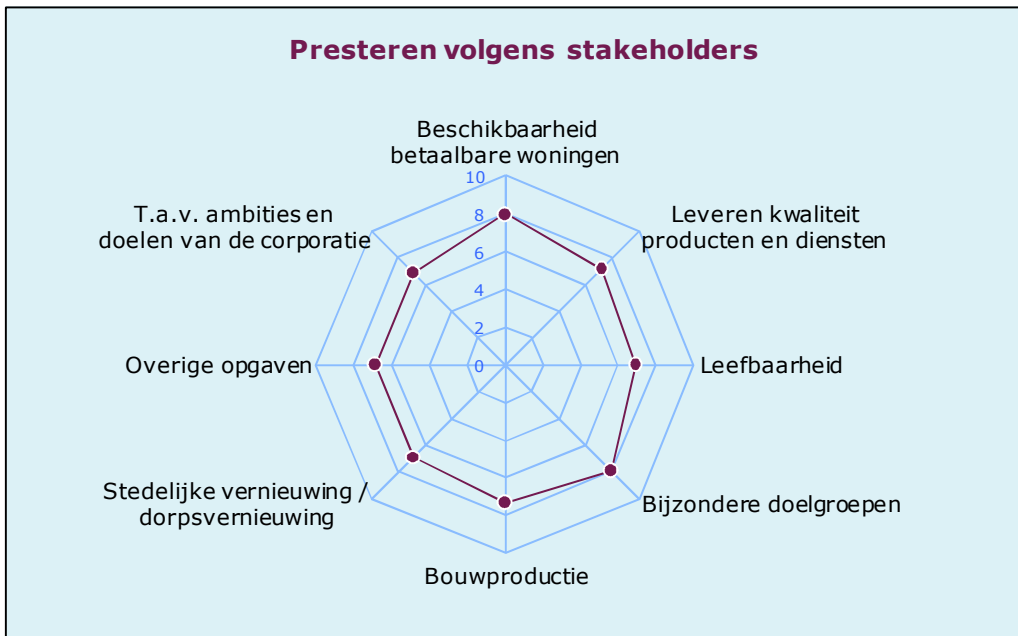 Presteren volgens stakeholders
Beschikbaarheid
betaalbare woningen
10
8
6
4
2
0
Leveren kwaliteit
producten en diensten
Leefbaarheid
Bijzondere doelgroepen
Bouwproductie
Stedelijke vernieuwing /
dorpsvernieuwing
Overige opgaven
T.a.v. ambities en
doelen van de corporatie